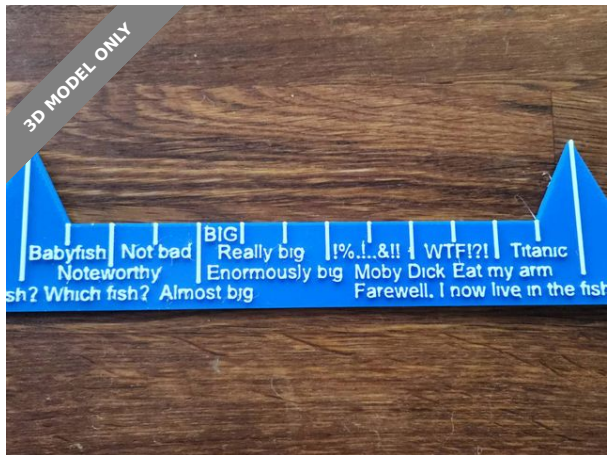 3D MODEL ONLY
BIG
Babyfish Not bad Really big !%.!..&!! WTF!?! Titanic
Noteworthy Enormously big Moby Dick Eat my arm
sh? Which fish? Almost big Farewell. I now live in the fish